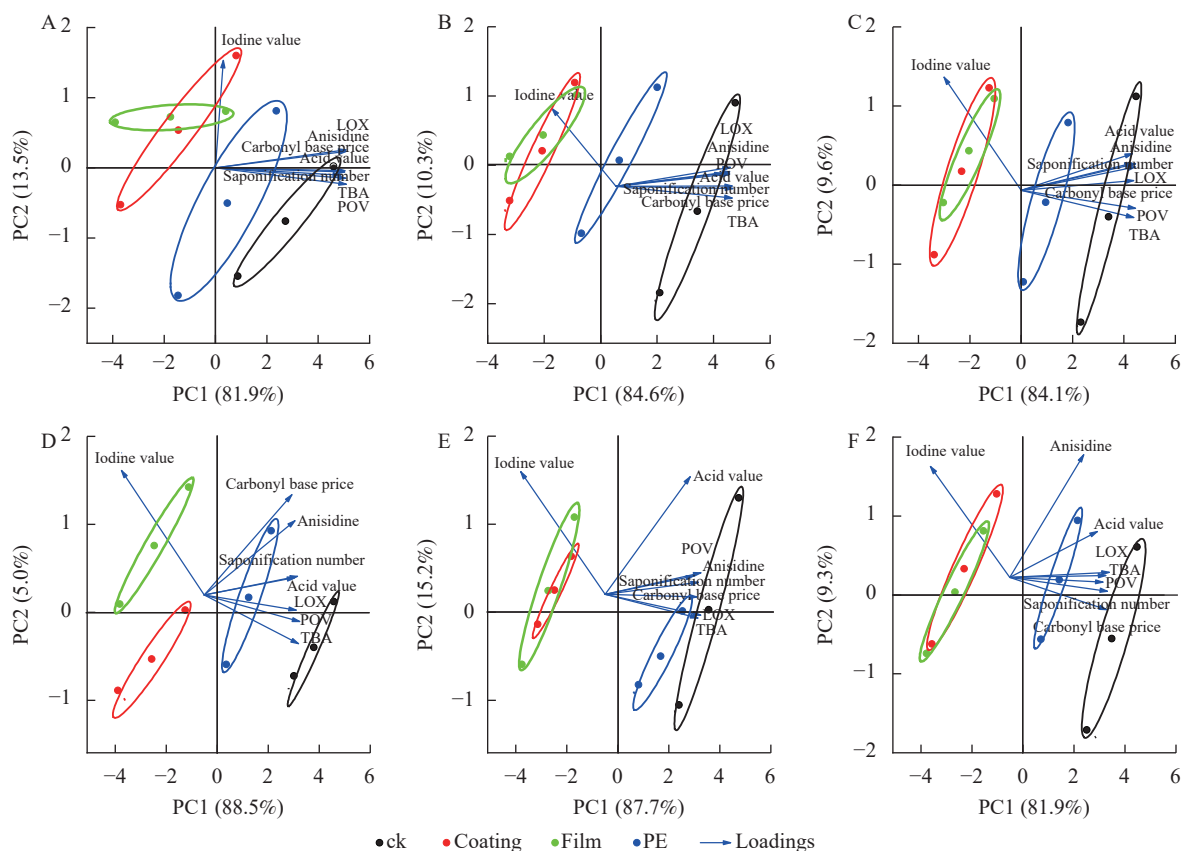 A
2
1
0
−1
−2
PC2 (13.5%)
Iodine value
LOX
Anisidine
Carbonyl base price
Acid value
Saponification number
TBA
POV
−4 −2 0 2 4 6
PC1 (81.9%)
B
2
1
0
−1
−2
PC2 (10.3%)
Iodine value
LOX
Anisidine
POV
Acid value
Saponification number
Carbonyl base price
TBA
−4 −2 0 2 4 6
PC1 (84.6%)
C
2
1
0
−1
−2
PC2 (9.6%)
Iodine value
Acid value
Anisidine
Saponification number
LOX
Carbonyl base price
POV
TBA
−4 −2 0 2 4 6
PC1 (84.1%)
D
2
1
0
−1
PC2 (5.0%)
Iodine value
Carbonyl base price
Anisidine
Saponification number
Acid value
LOX
POV
TBA
−4 −2 0 2 4 6
PC1 (88.5%)
E
2
1
0
−1
PC2 (15.2%)
Iodine value
Acid value
POV
Anisidine
Saponification number
Carbonyl base price
LOX
TBA
−4 −2 0 2 4 6
PC1 (87.7%)
F
2
1
0
−1
−2
PC2 (9.3%)
Iodine value
Anisidine
Acid value
LOX
TBA
POV
Saponification number
Carbonyl base price
−4 −2 0 2 4 6
PC1 (81.9%)
ck Coating Film PE Loadings